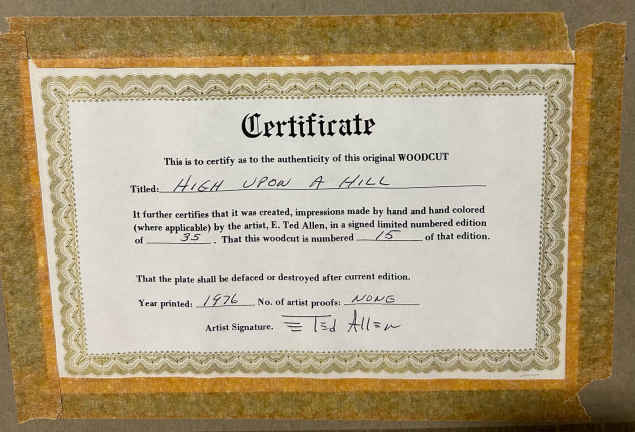 Certificate
This is to certify as to the authenticity of this original WOODCUT
Titled: HIGH UPON A HILL
It further certifies that it was created, impressions made by hand and hand colored
(where applicable) by the artist, E. Ted Allen, in a signed limited numbered edition
of 35. That this woodcut is numbered 15 of that edition.
That the plate shall be defaced or destroyed after current edition.
Year printed: 1976 No. of artist proofs: NONE
Artist Signature. E Ted Allen